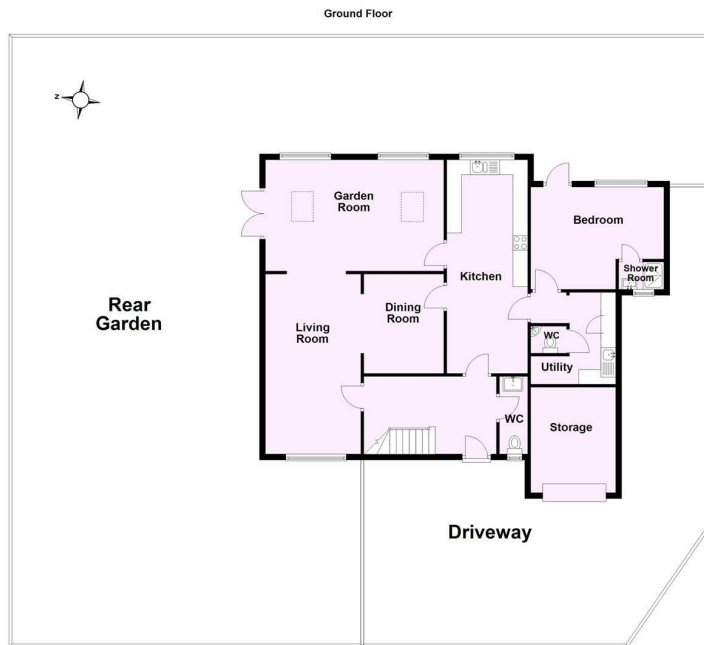 Ground Floor
N
Garden
Room
Bedroom
Shower
Room
Kitchen
Rear
Garden
Living
Room
Dining
Room
WC
Utility
WC
Storage
Driveway